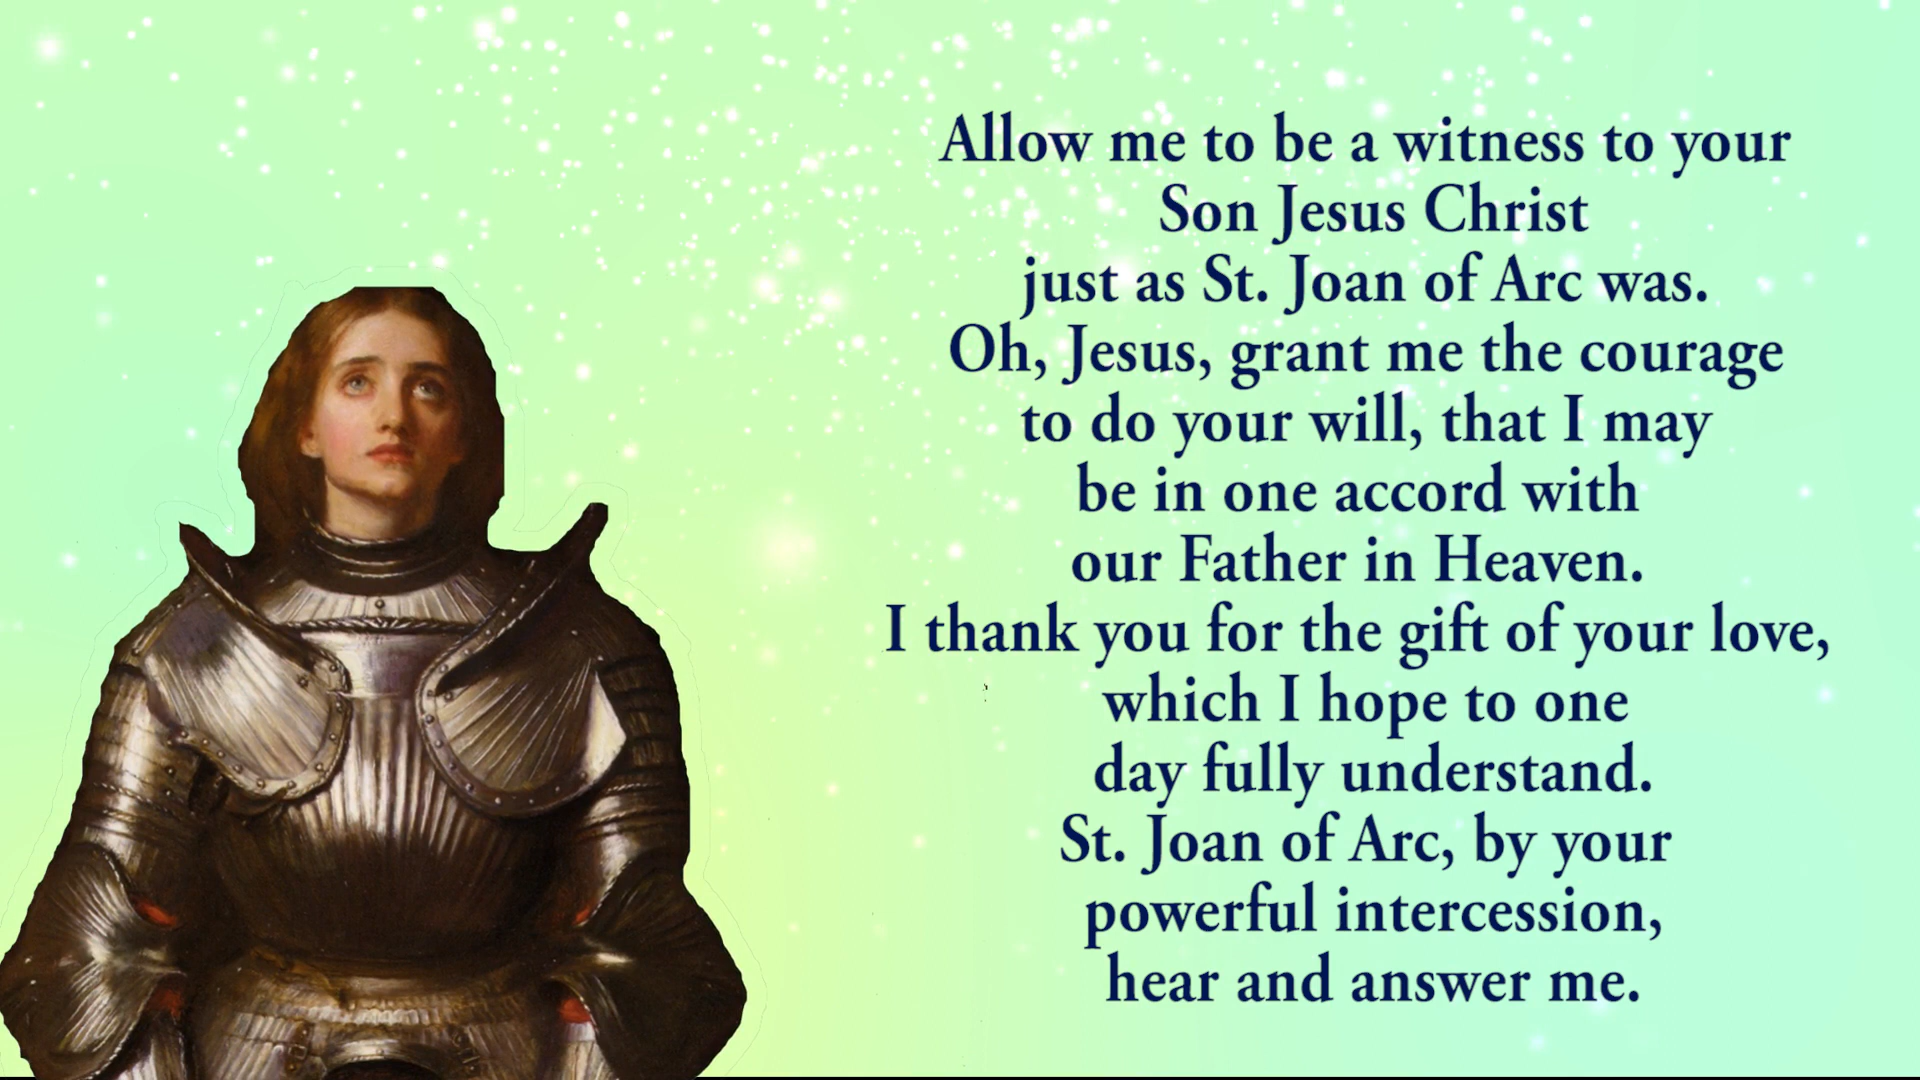 Allow me to be a witness to your
Son Jesus Christ
just as St. Joan of Arc was.
Oh, Jesus, grant me the courage
to do your will, that I may
be in one accord with
our Father in Heaven.
I thank you for the gift of your love,
which I hope to one
day fully understand.
St. Joan of Arc, by your
powerful intercession,
hear and answer me.